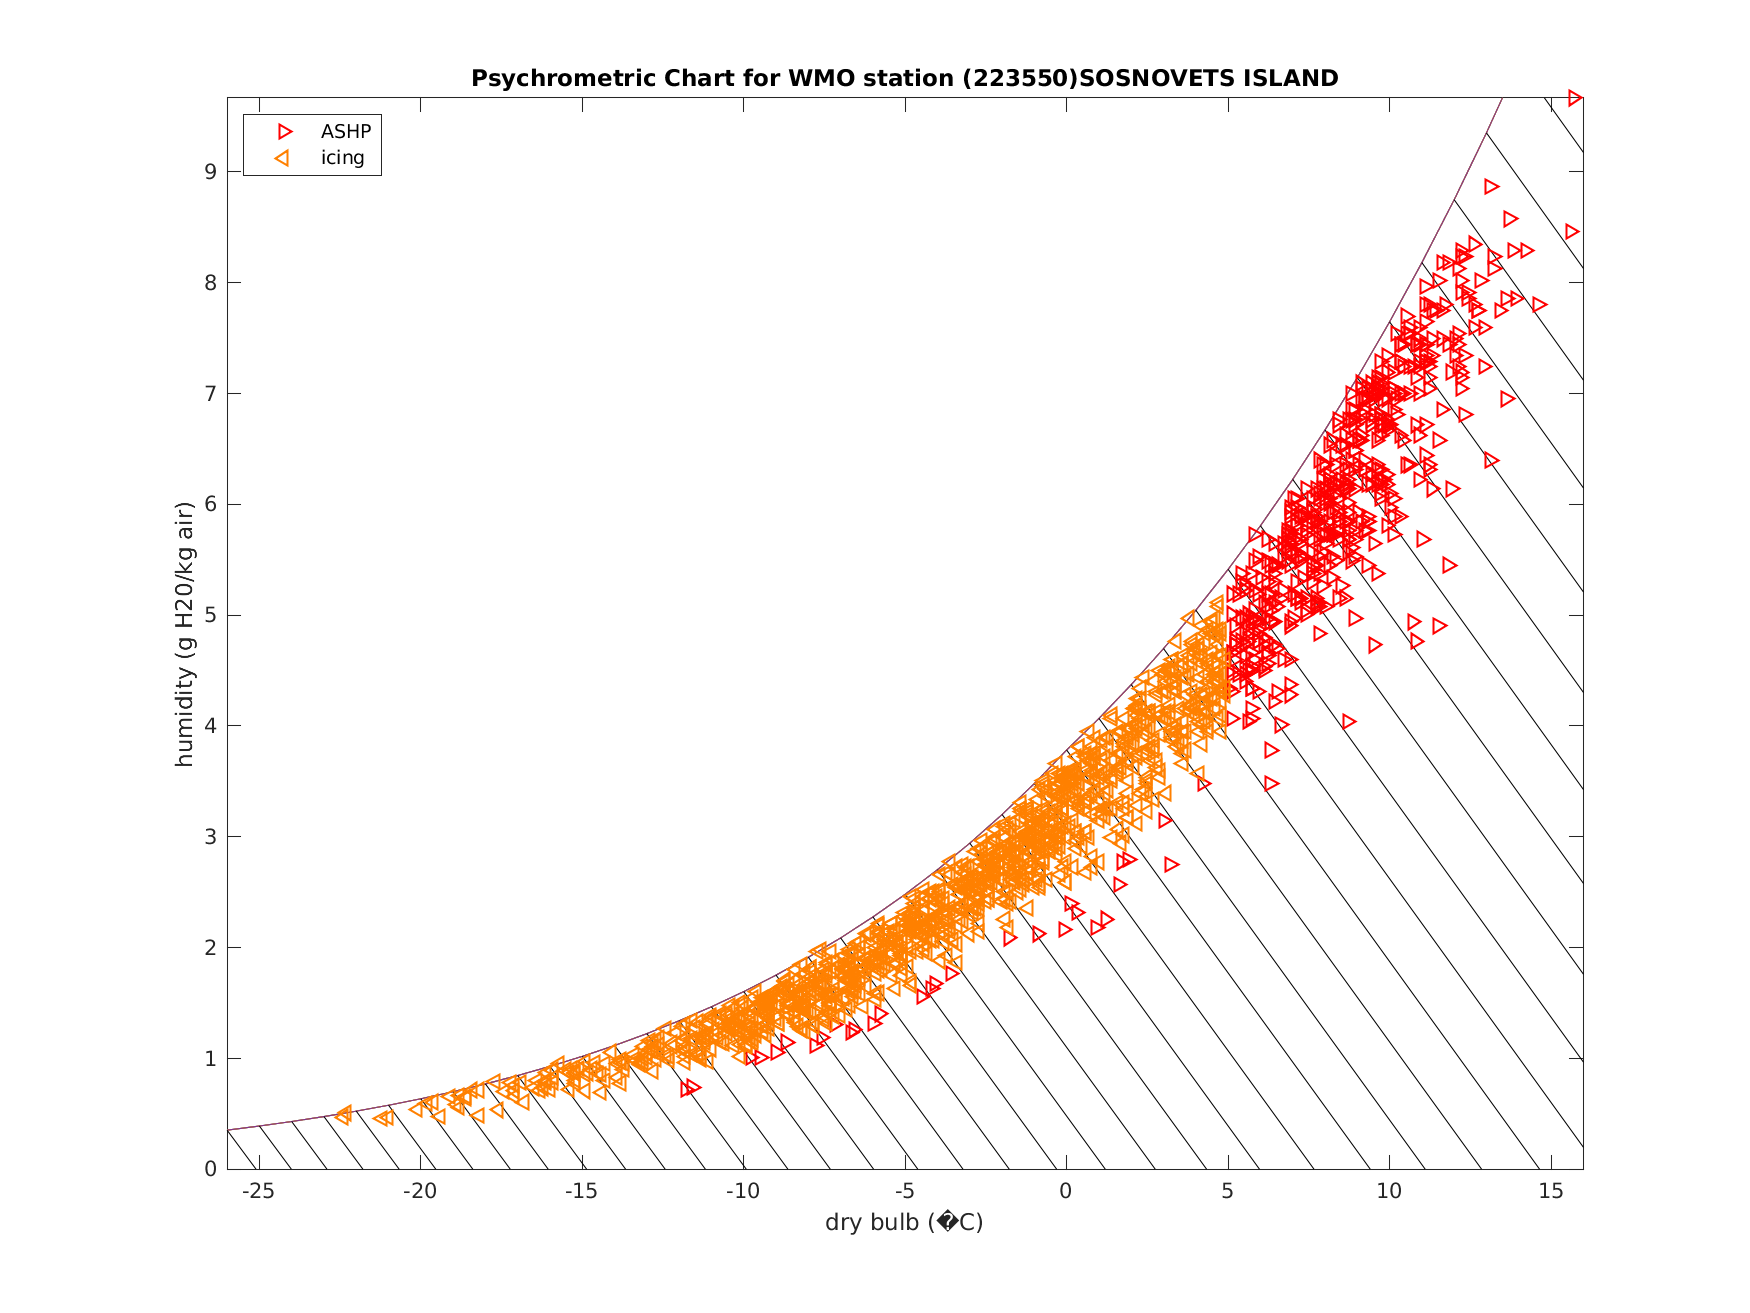 Psychrometric Chart for WMO station (223550)SOSNOVETS ISLAND
ASHP
icing
humidity (g H20/kg air)
9
8
7
6
5
4
3
2
1
0
-25 -20 -15 -10 -5 0 5 10 15
dry bulb (�C)